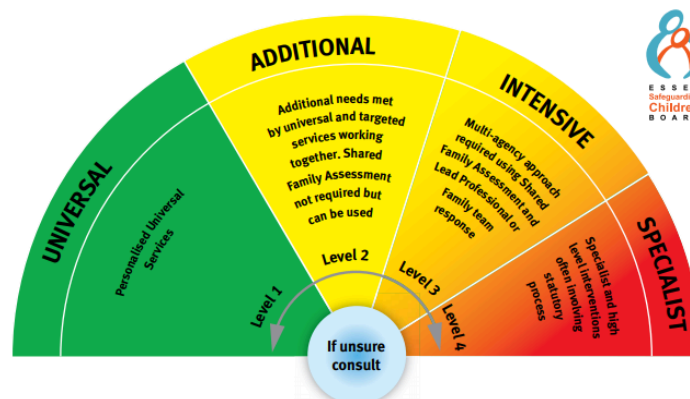 UNIVERSAL
Personalised Universal
Services
Level 1
ADDITIONAL
Additional needs met
by universal and targeted
services working
together. Shared
Family Assessment
not required but
can be used
Level 2
INTENSIVE
Multi-agency approach
required using Shared
Family Assessment and
Lead Professional or
Family team
response
Level 3
SPECIALIST
Specialist and high
level interventions
often involving
statutory
process
Level 4
If unsure
consult
Children
BOAR